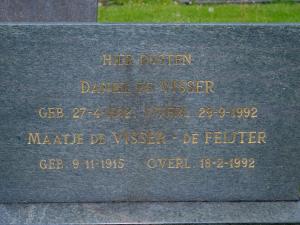 HIER RUSTEN
DANIEL DE VISSER
GEB. 27-4-1912 OVERL. 29-9-1992
MAATJE DE VISSER - DE FEIJTER
GEB. 9-11-1915 OVERL. 18-2-1992